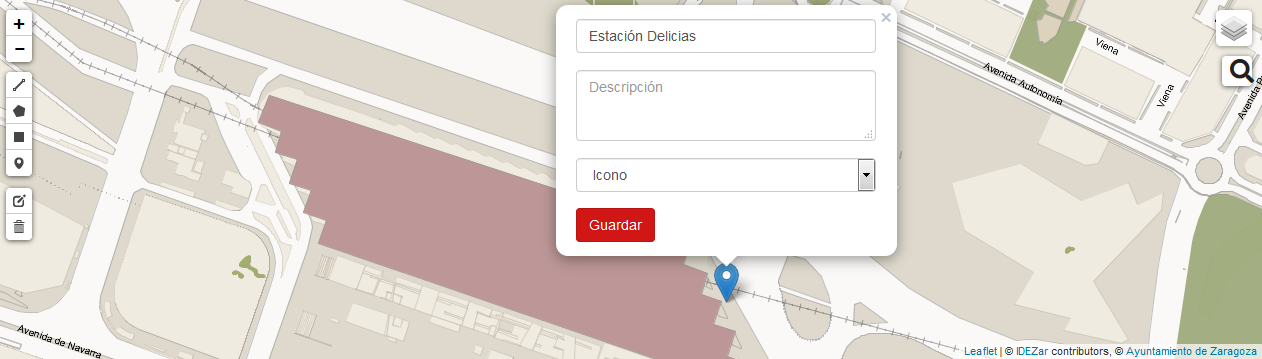 +
−
Estación Delicias
×
Descripción
Icono
Guardar
Viena
Avenida Autonomía
Viena
Avenida
Avenida de Navarra
Leaflet | © IDEZar contributors, © Ayuntamiento de Zaragoza